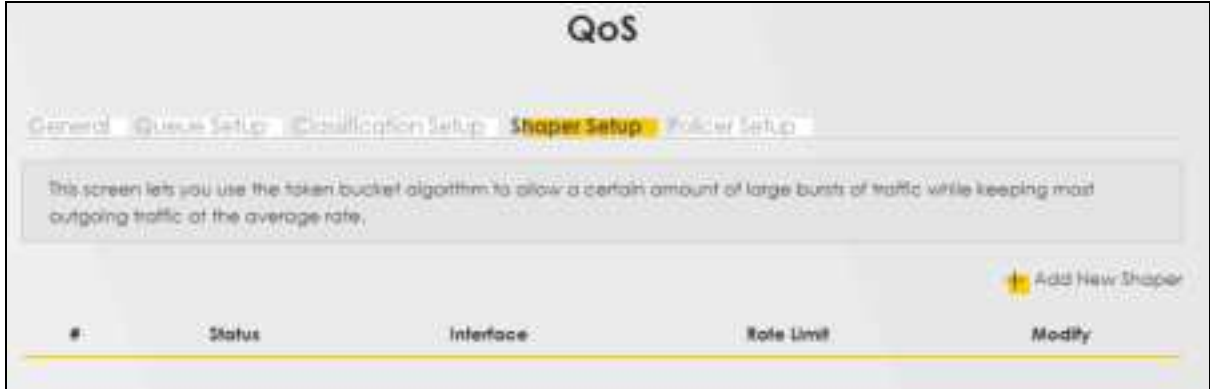 QoS
General Queue Setup Classification Setup Shaper Setup Policer Setup
This screen lets you use the token bucket algorithm to allow a certain amount of large bursts of traffic while keeping most
outgoing traffic at the average rate.
+ Add New Shaper
# Status Interface Rate Limit Modify